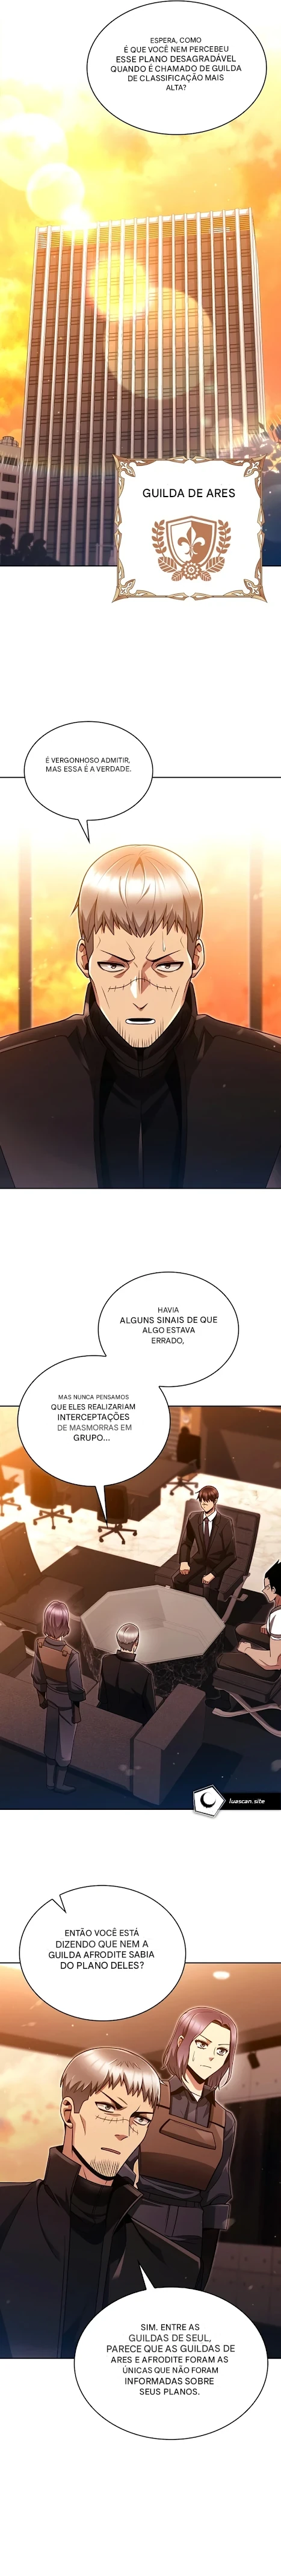 ESPERA, COMO
É QUE VOCÊ NEM PERCEBEU
ESSE PLANO DESAGRADÁVEL
QUANDO É CHAMADO DE GUILDA
DE CLASSIFICAÇÃO MAIS
ALTA?
GUILDA DE ARES
É VERGONHOSO ADMITIR,
MAS ESSA É A VERDADE.
HAVIA
ALGUNS SINAIS DE QUE
ALGO ESTAVA
ERRADO,
MAS NUNCA PENSAMOS
QUE ELES REALIZARIAM
INTERCEPTAÇÕES
DE MASMORRAS EM
GRUPO...
luascan.site
ENTÃO VOCÊ ESTÁ
DIZENDO QUE NEM A
GUILDA AFRODITE SABIA
DO PLANO DELES?
SIM. ENTRE AS
GUILDAS DE SEUL,
PARECE QUE AS GUILDAS DE
ARES E AFRODITE FORAM AS
ÚNICAS QUE NÃO FORAM
INFORMADAS SOBRE
SEUS PLANOS.